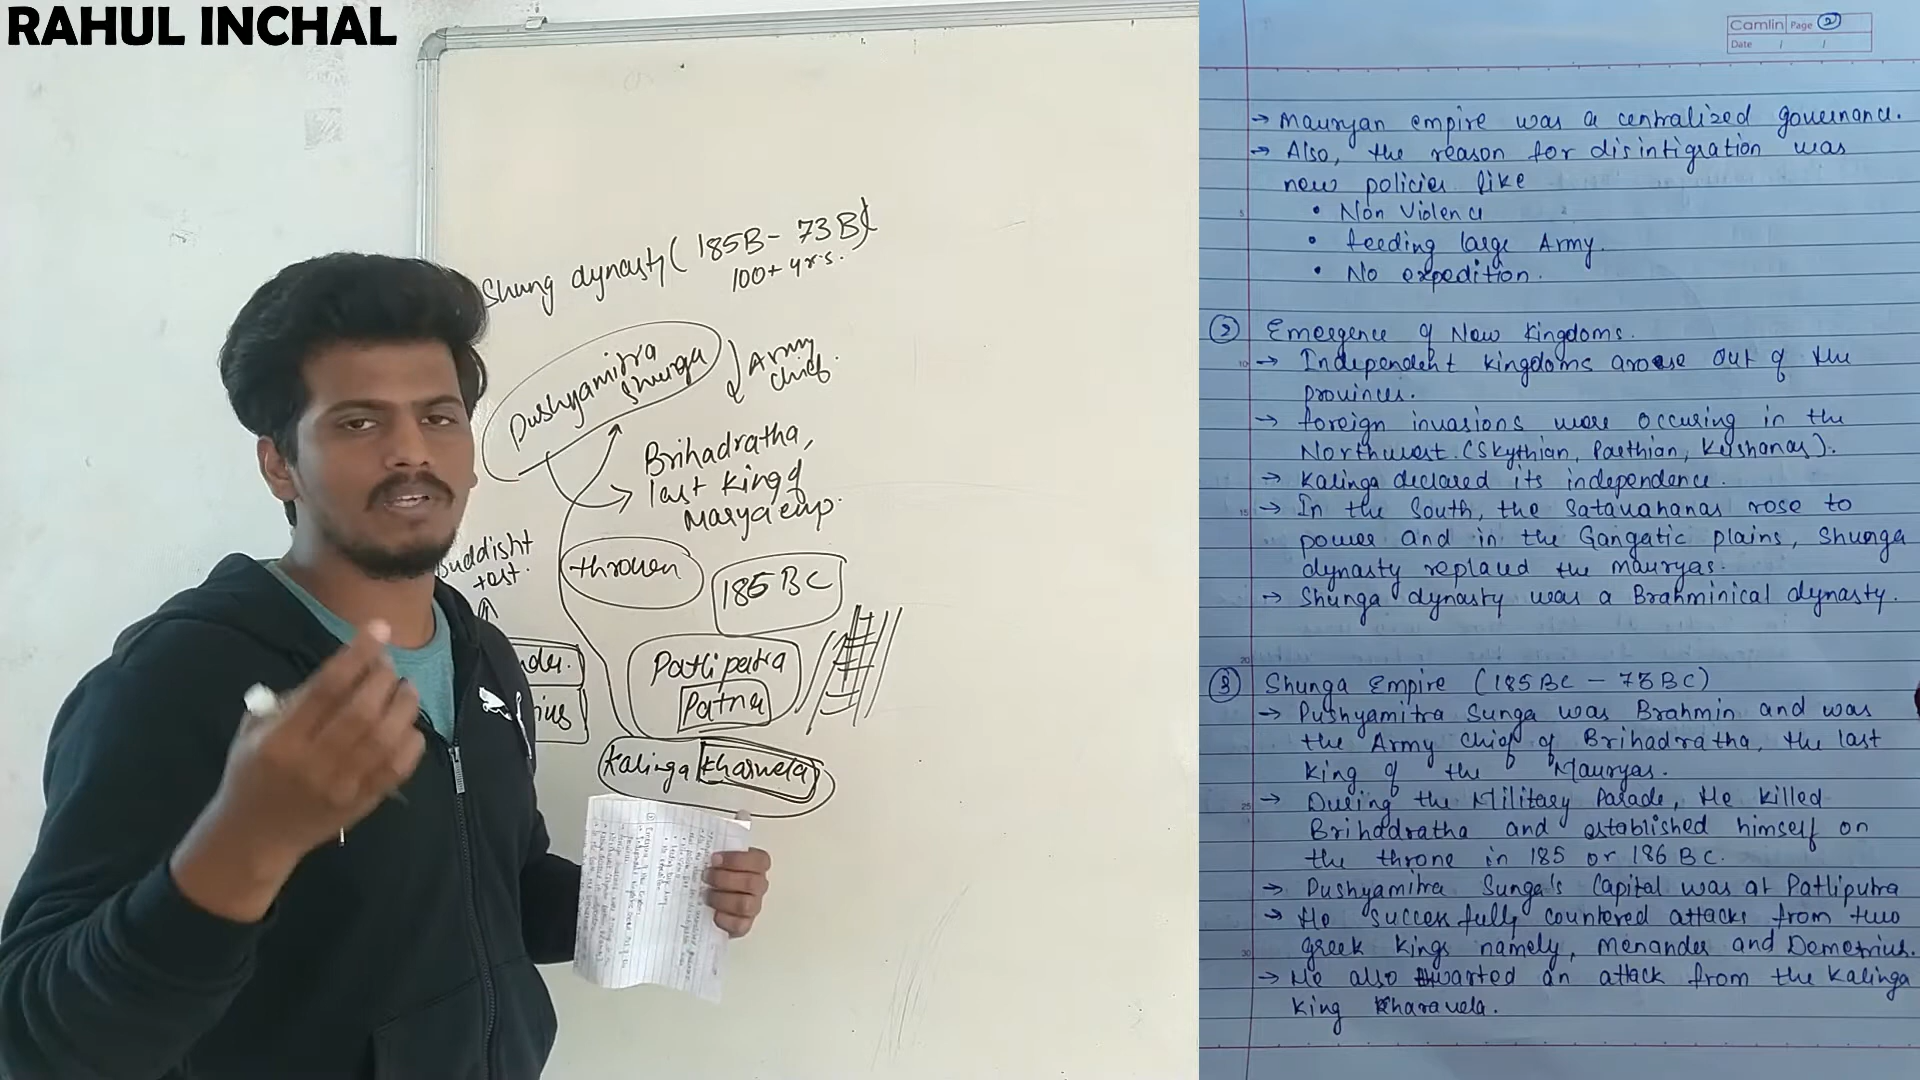 RAHUL INCHAL
Shung dynasty ( 185B - 73 B)
100+ yrs.
Pushyamitra
Shunga
Army
chief
Brihadratha,
last king of
Maurya emp.
Buddisht
text.
thrown
185 BC
Patliputra
Patna
Kalinga Kharvela
Camlin Page 2
Date / /
→ Mauryan empire was a centralized governance.
→ Also, the reason for disintigration was
new policies like
• Non Violence
• feeding large Army.
• No expedition.
② Emergence of New Kingdoms.
→ Independent kingdoms arose out of the
provinces.
→ foreign invasions were occuring in the
Northwest. (Skythian, Parthian, Kushanas).
→ Kalinga declared its independence.
→ In the South, the Satavahanas rose to
power and in the Gangatic plains, Shunga
dynasty replaced the Mauryas.
→ Shunga dynasty was a Brahminical dynasty.
③ Shunga Empire (185 BC - 73 BC)
→ Pushyamitra Sunga was Brahmin and was
the Army Chief of Brihadratha, the last
king of the Mauryas.
→ During the Military Parade, He killed
Brihadratha and established himself on
the throne in 185 or 186 BC.
→ Pushyamitra Sunga's Capital was at Patliputra
→ He succesfully countered attacks from two
greek kings namely, Menander and Demetrius.
→ He also thwarted an attack from the Kalinga
king Kharavela.